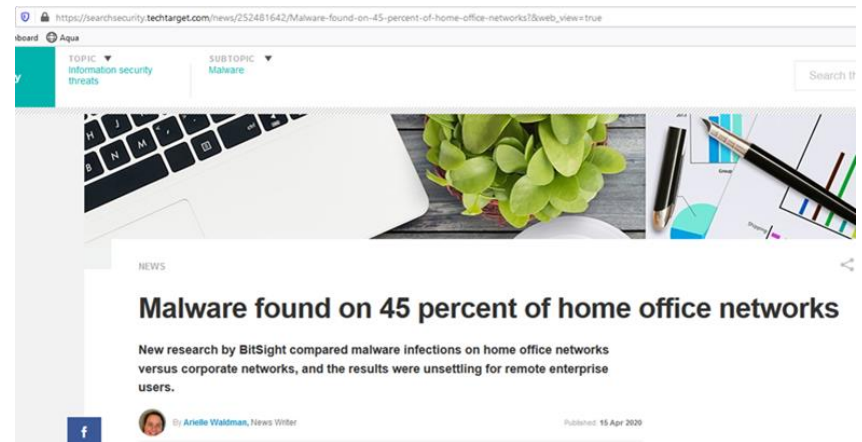 https://searchsecurity.techtarget.com/news/252481642/Malware-found-on-45-percent-of-home-office-networks?&web_view=true
board Aqua
TOPIC ▼
Information security
threats
SUBTOPIC ▼
Malware
y
Search th
NEWS
Malware found on 45 percent of home office networks
New research by BitSight compared malware infections on home office networks
versus corporate networks, and the results were unsettling for remote enterprise
users.
By Arielle Waldman, News Writer
Published: 15 Apr 2020
f